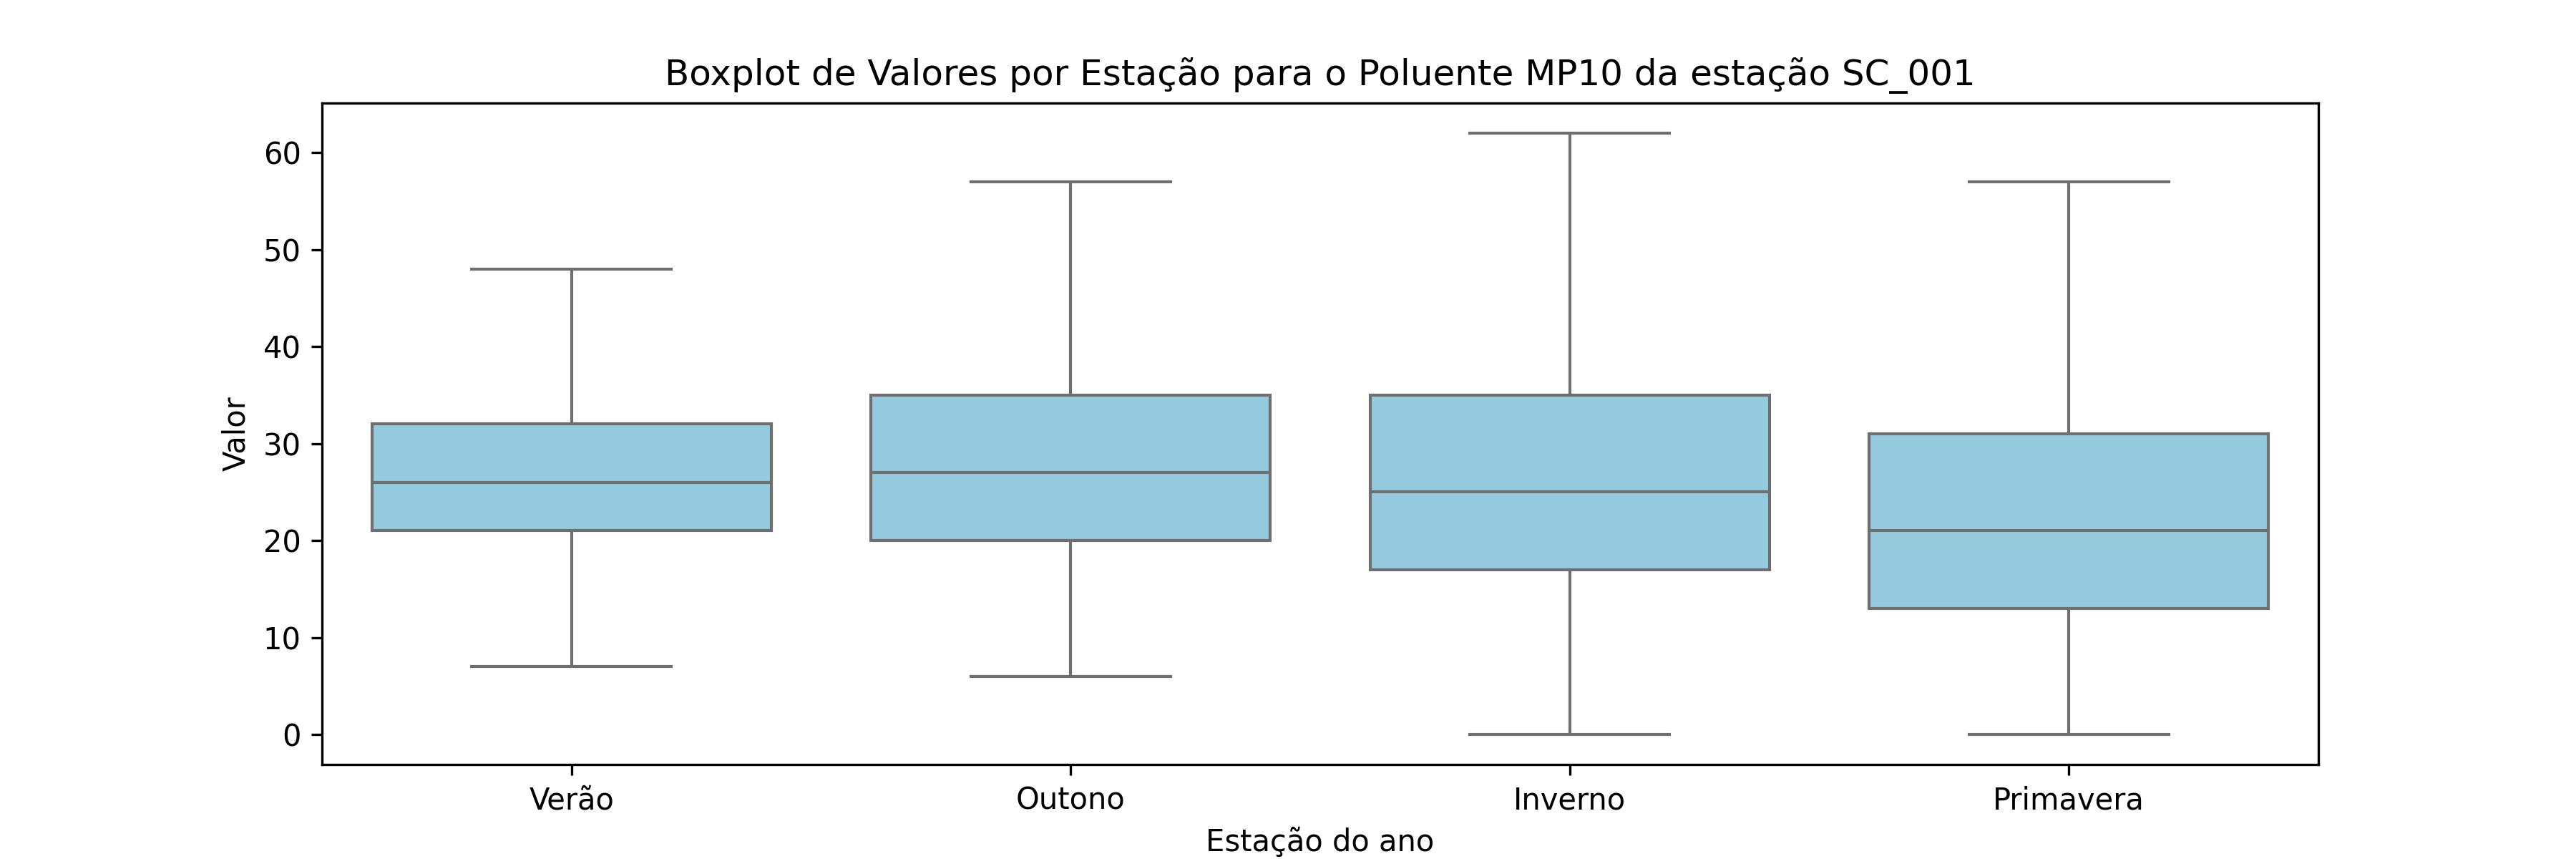 Boxplot de Valores por Estação para o Poluente MP10 da estação SC_001
Valor
60
50
40
30
20
10
0
Verão Outono Inverno Primavera
Estação do ano